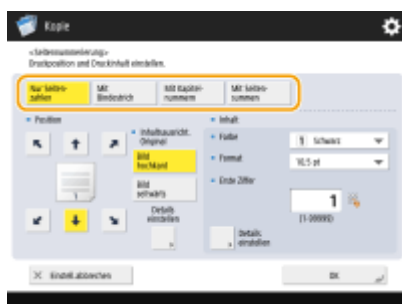 Kopie
<Seitennummerierung>
Druckposition und Druckinhalt einstellen.
Nur Seiten-
zahlen
Mit
Bindestrich
Mit Kapitel-
nummern
Mit Seiten-
summen
Position
Inhalt
Inhaltsausricht.
Original
Bild
hochkant
Bild
seitwärts
Details
einstellen
Farbe
1 Schwarz
Format
10.5 pt
Erste Ziffer
1
(1-99999)
Details
einstellen
Einstell. abbrechen
OK